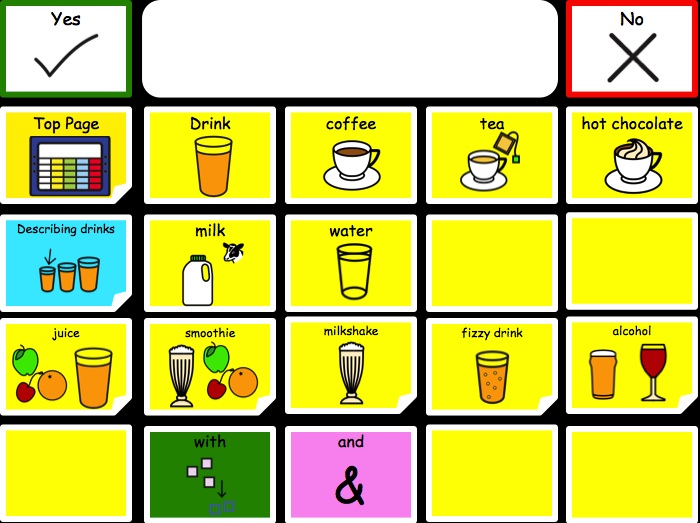 Yes
No
Top Page
Drink
coffee
tea
hot chocolate
Describing drinks
milk
water
juice
smoothie
milkshake
fizzy drink
alcohol
with
and
&